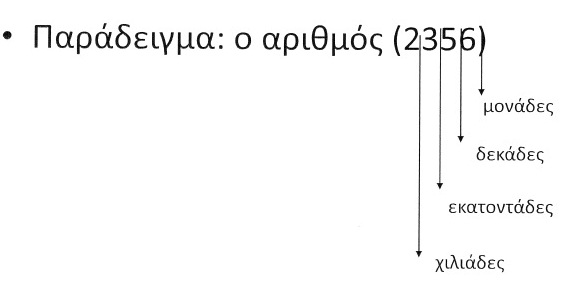 • Παράδειγμα: ο αριθμός (2356)
μονάδες
δεκάδες
εκατοντάδες
χιλιάδες